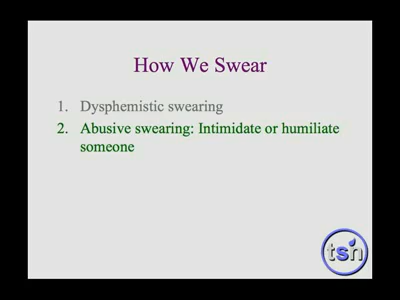 How We Swear
1. Dysphemistic swearing
2. Abusive swearing: Intimidate or humiliate
someone
tsn